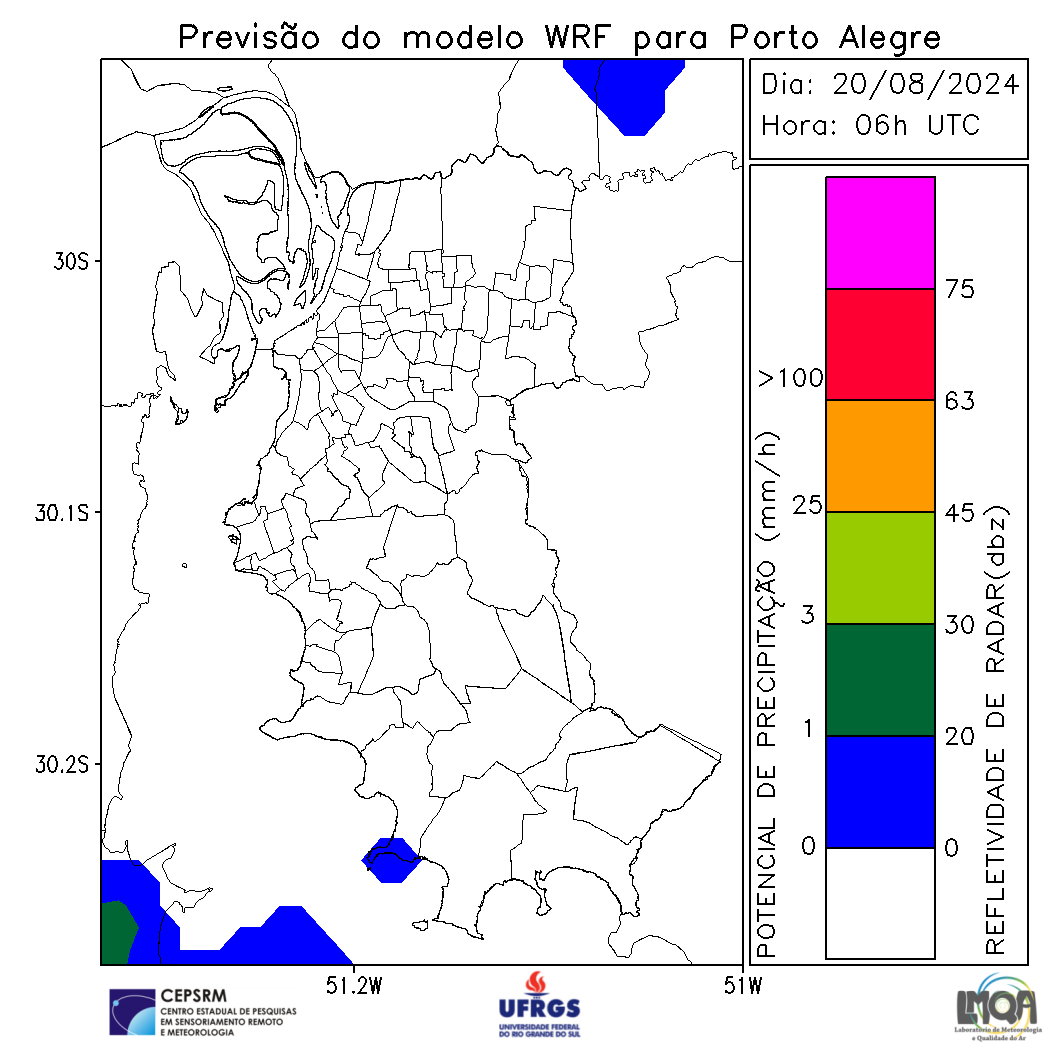 Previsão do modelo WRF para Porto Alegre
Dia: 20/08/2024
Hora: 06h UTC
30S
30.1S
30.2S
51.2W
51W
POTENCIAL DE PRECIPITAÇÃO (mm/h)
>100
25
3
1
0
75
63
45
30
20
0
REFLETIVIDADE DE RADAR(dbz)
CEPSRM
CENTRO ESTADUAL DE PESQUISAS
EM SENSORIAMENTO REMOTO
E METEOROLOGIA
UFRGS
UNIVERSIDADE FEDERAL
DO RIO GRANDE DO SUL
LMQA
Laboratório de Meteorologia
e Qualidade do Ar